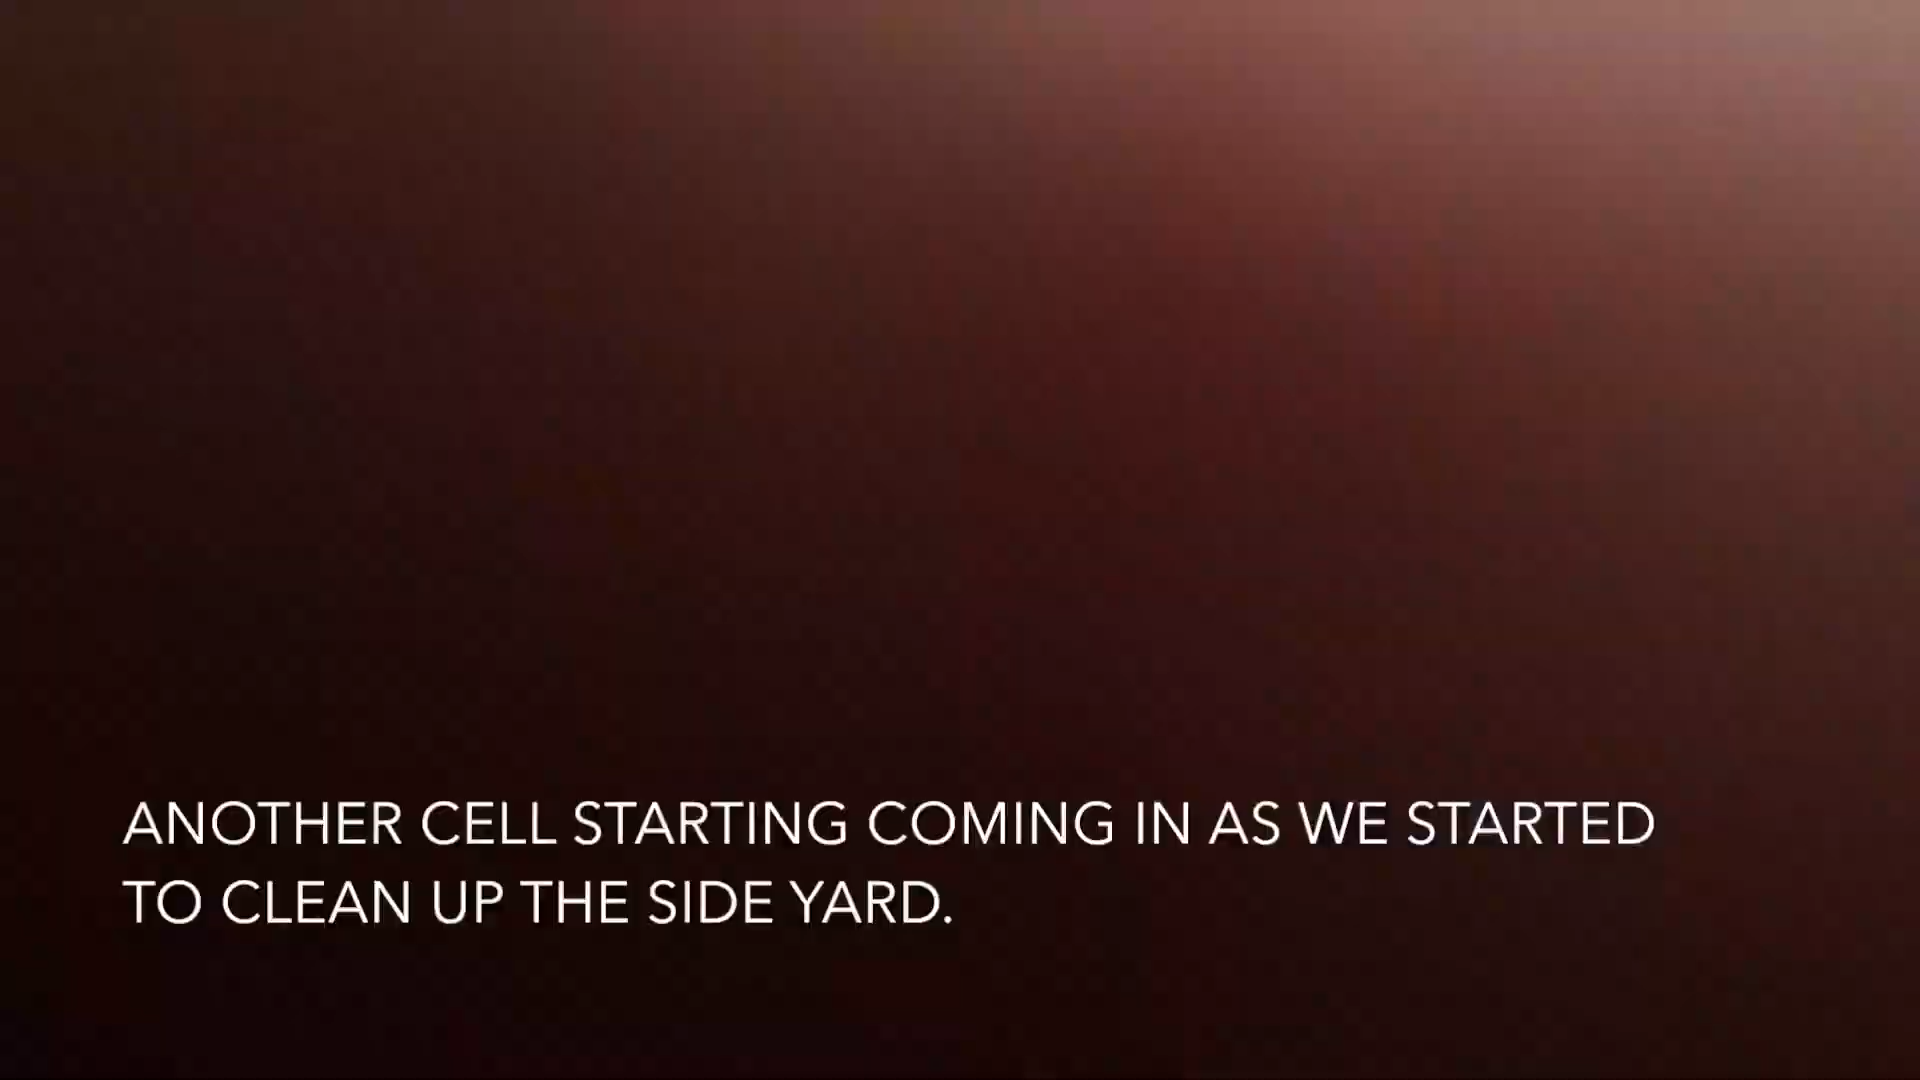 ANOTHER CELL STARTING COMING IN AS WE STARTED
TO CLEAN UP THE SIDE YARD.